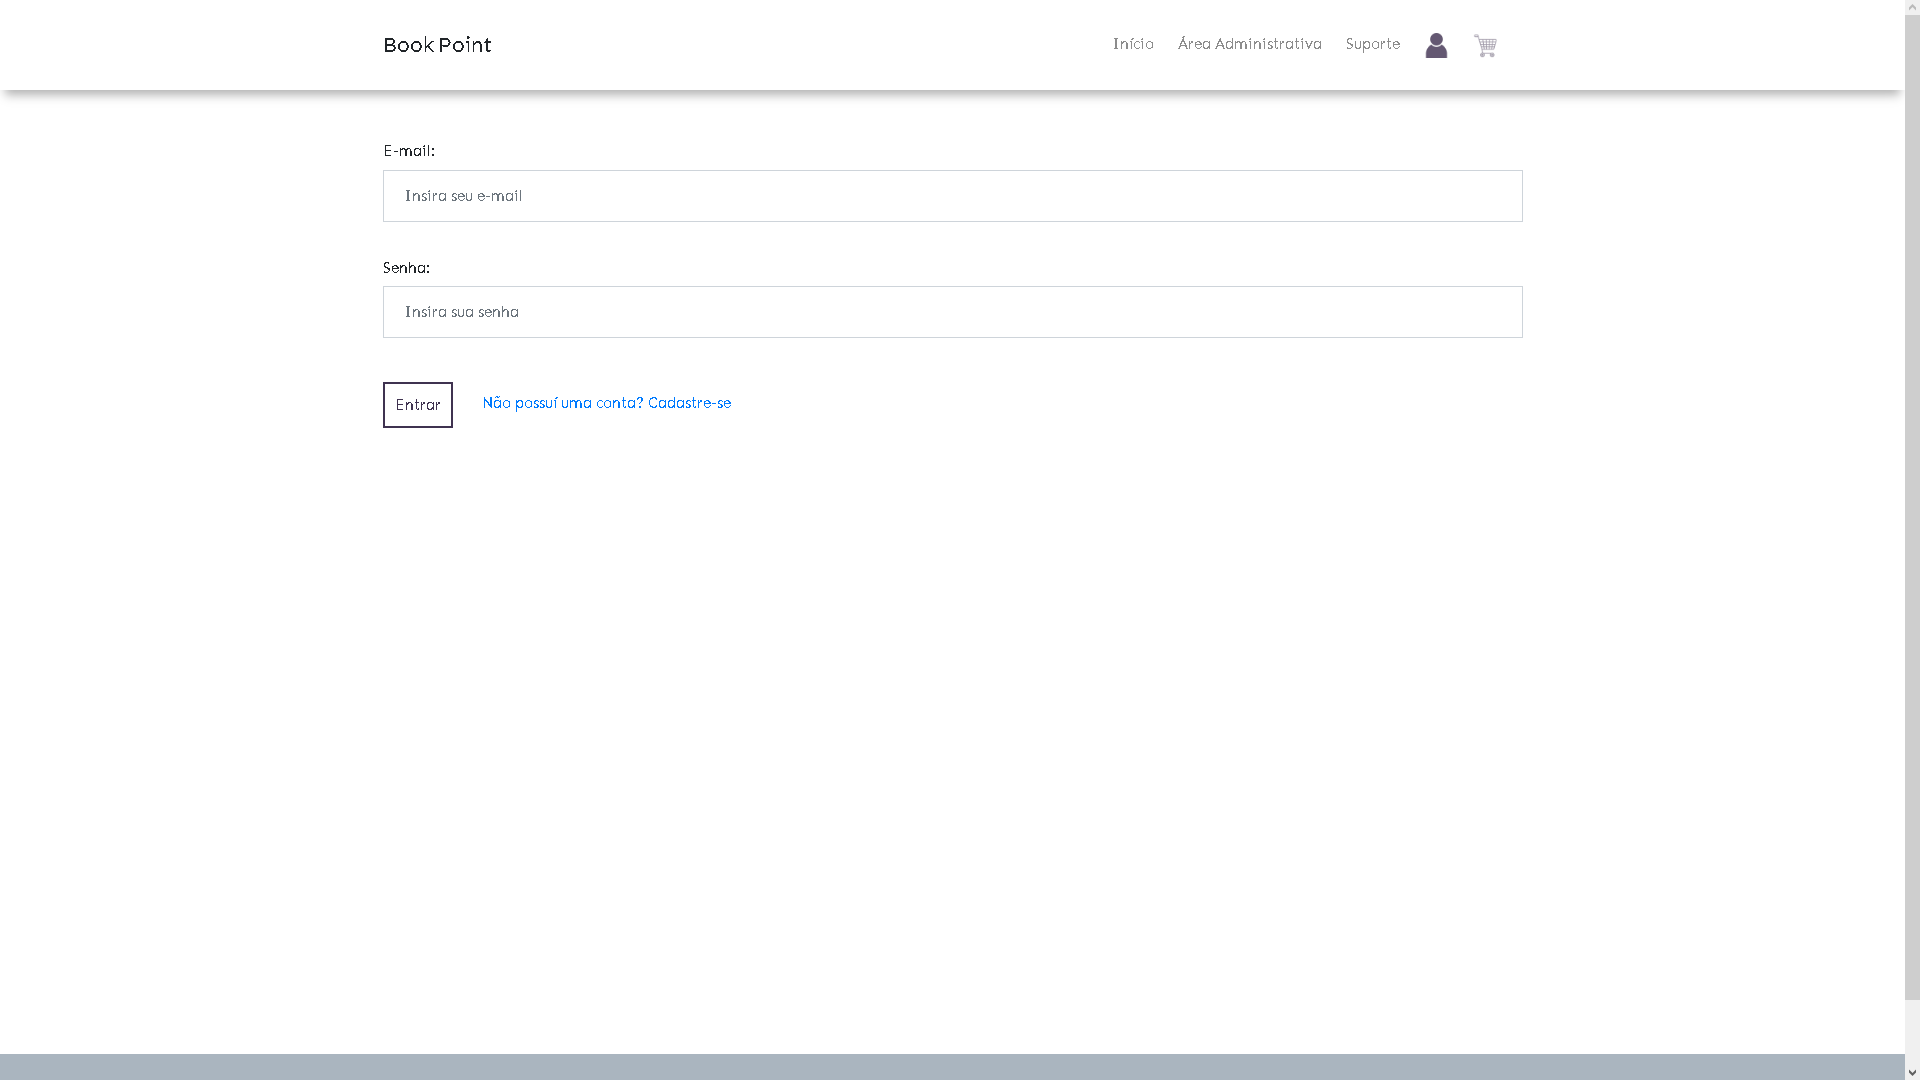 Book Point
Início
Área Administrativa
Suporte
E-mail:
Insira seu e-mail
Senha:
Insira sua senha
Entrar
Não possuí uma conta? Cadastre-se